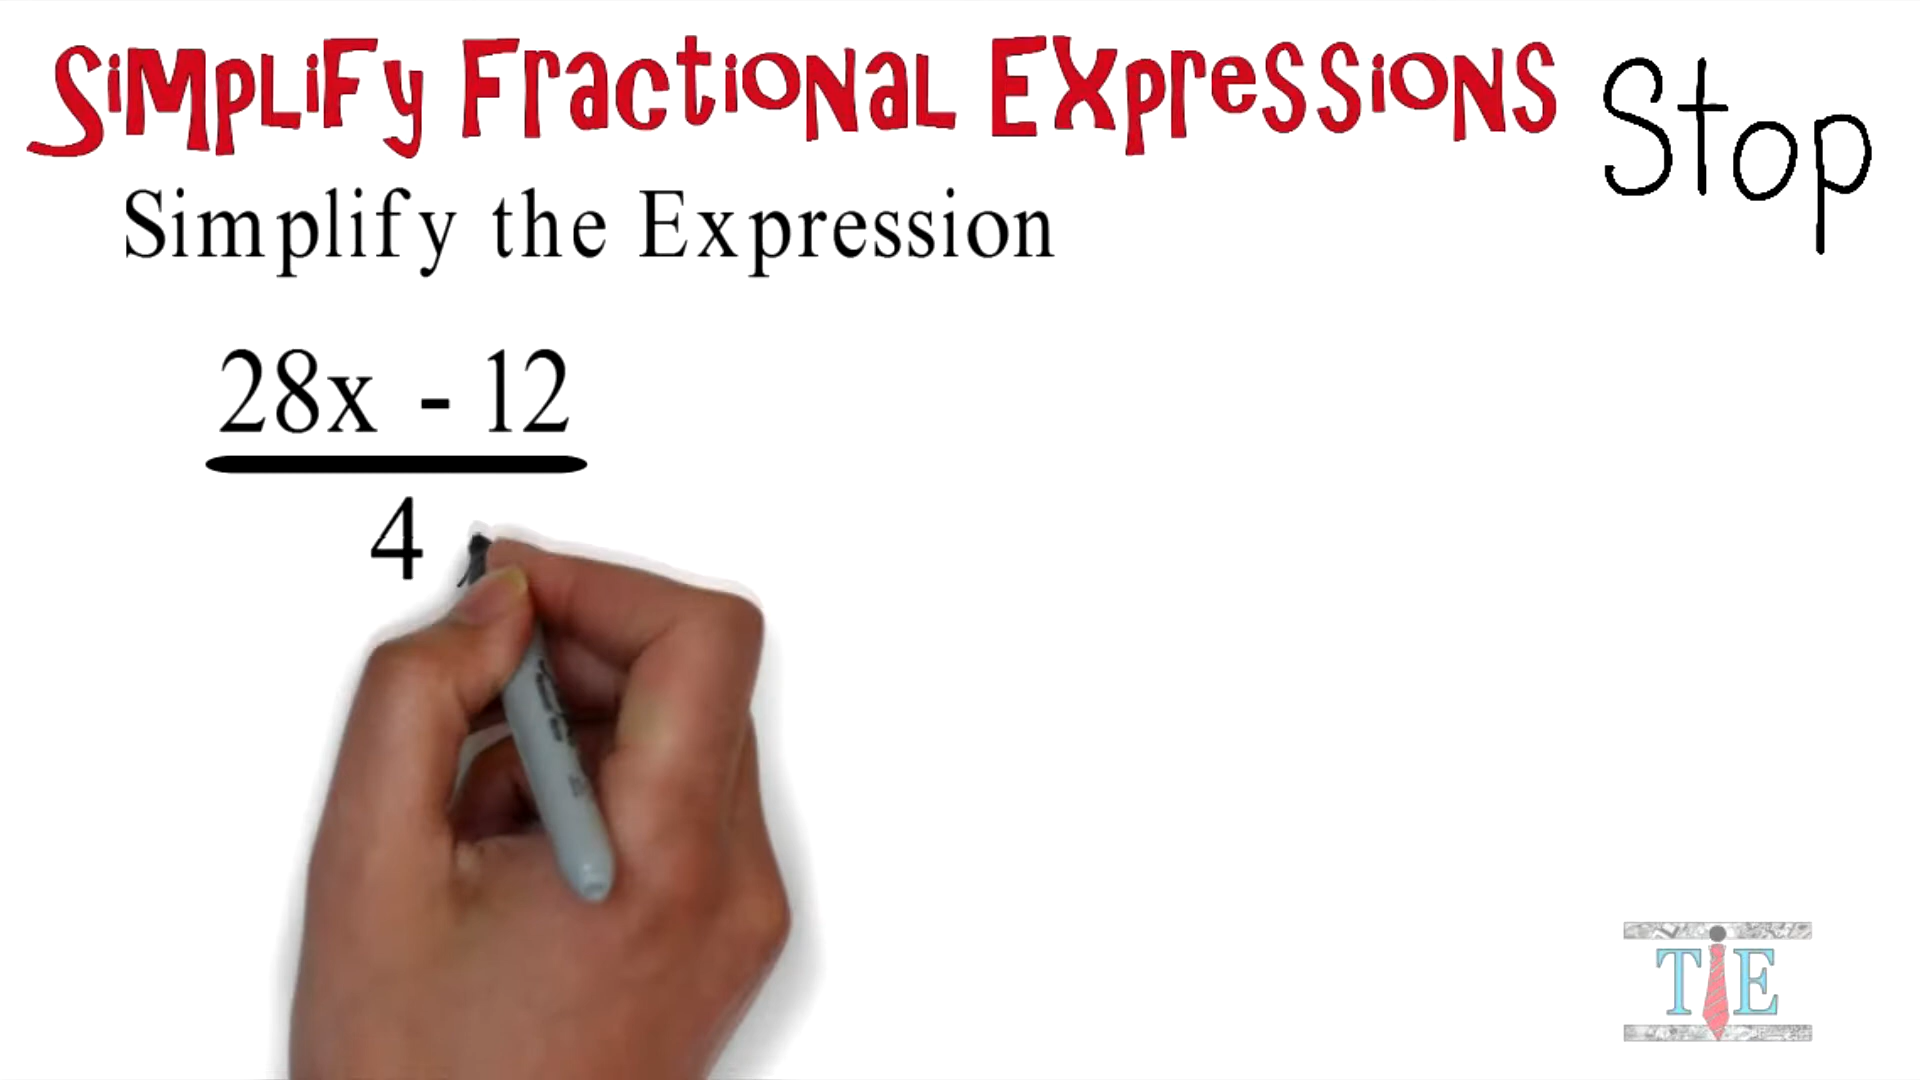 Simplify Fractional Expressions
Stop
Simplify the Expression
28x - 12
4
TiE